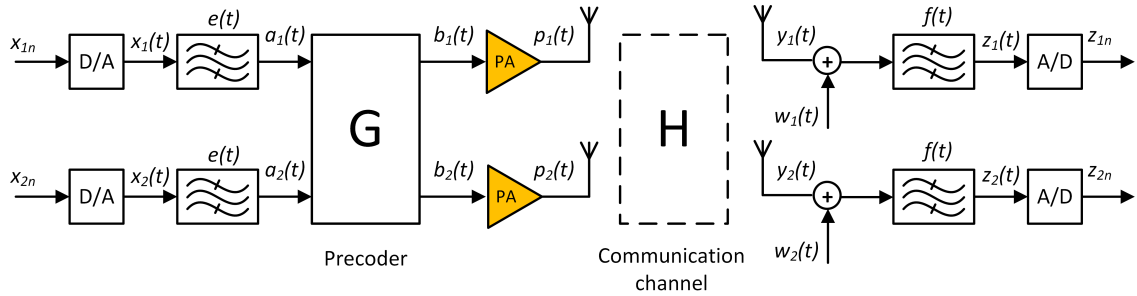 e(t)
f(t)
x1n
D/A
x1(t)
a1(t)
b1(t)
PA
p1(t)
y1(t)
+
z1(t)
A/D
z1n
G
H
w1(t)
e(t)
f(t)
x2n
D/A
x2(t)
a2(t)
b2(t)
PA
p2(t)
y2(t)
+
z2(t)
A/D
z2n
w2(t)
Precoder
Communication
channel